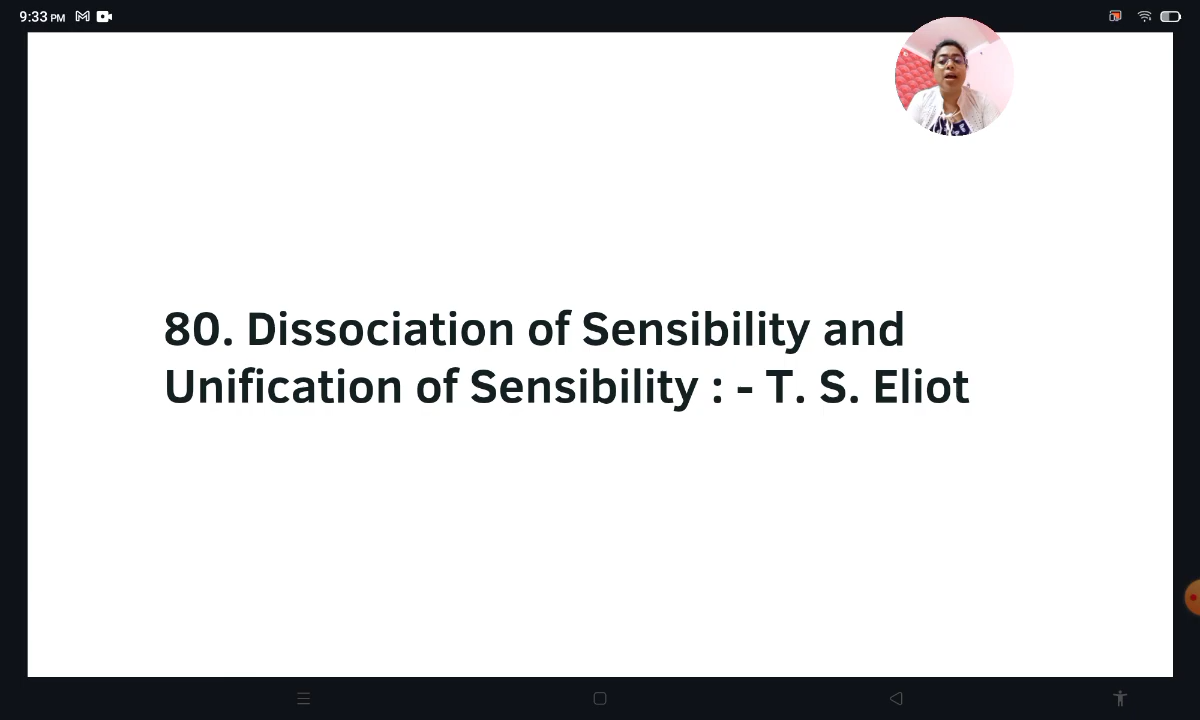 9:33 PM
80. Dissociation of Sensibility and
Unification of Sensibility : - T. S. Eliot